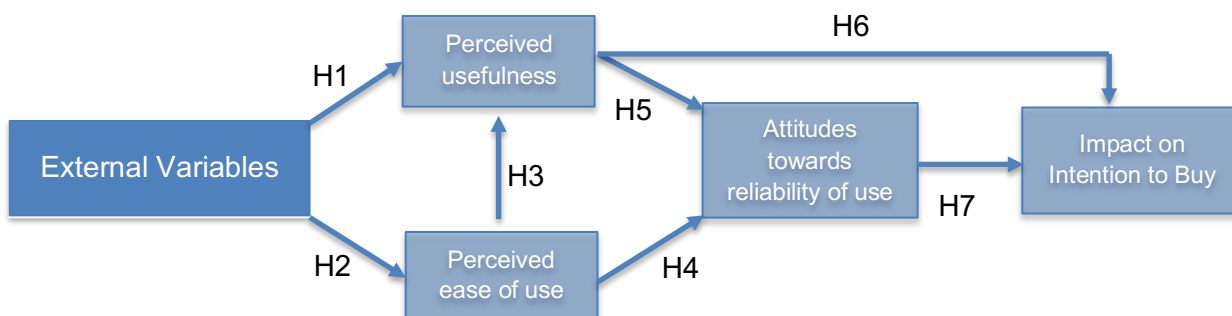 H6
Perceived
usefulness
H1
H5
Attitudes
towards
reliability of use
Impact on
Intention to Buy
External Variables
H3
H7
H2
H4
Perceived
ease of use